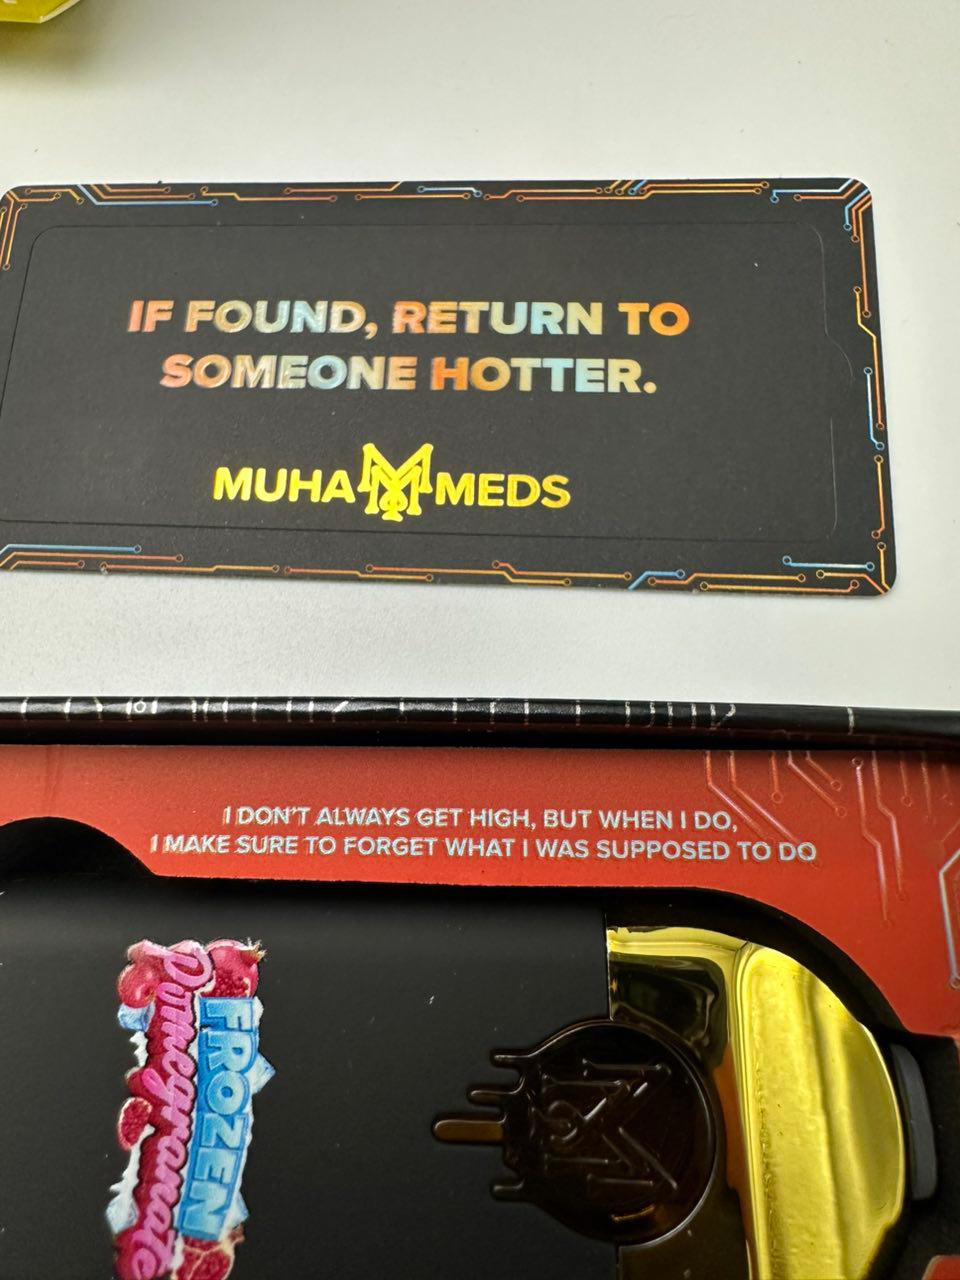 IF FOUND, RETURN TO
SOMEONE HOTTER.
MUHA MEDS
I DON'T ALWAYS GET HIGH, BUT WHEN I DO,
I MAKE SURE TO FORGET WHAT I WAS SUPPOSED TO DO
FROZEN
Pomegranate